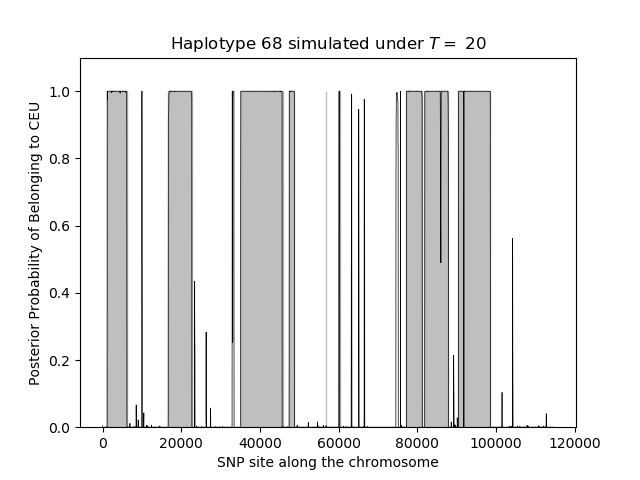 Haplotype 68 simulated under T = 20
Posterior Probability of Belonging to CEU
1.0
0.8
0.6
0.4
0.2
0.0
0 20000 40000 60000 80000 100000 120000
SNP site along the chromosome